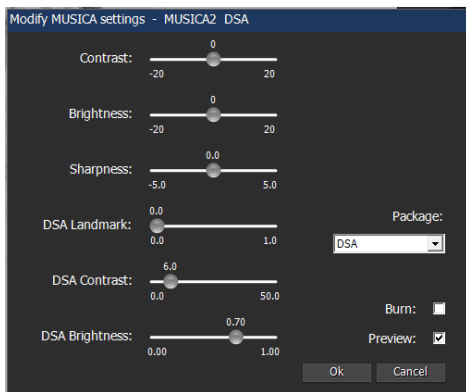 Modify MUSICA settings - MUSICA2 DSA
Contrast:
0
-20 20
Brightness:
0
-20 20
Sharpness:
0.0
-5.0 5.0
DSA Landmark:
0.0
0.0 1.0
Package:
DSA
DSA Contrast:
6.0
0.0 50.0
Burn:
DSA Brightness:
0.70
0.00 1.00
Preview:
Ok Cancel